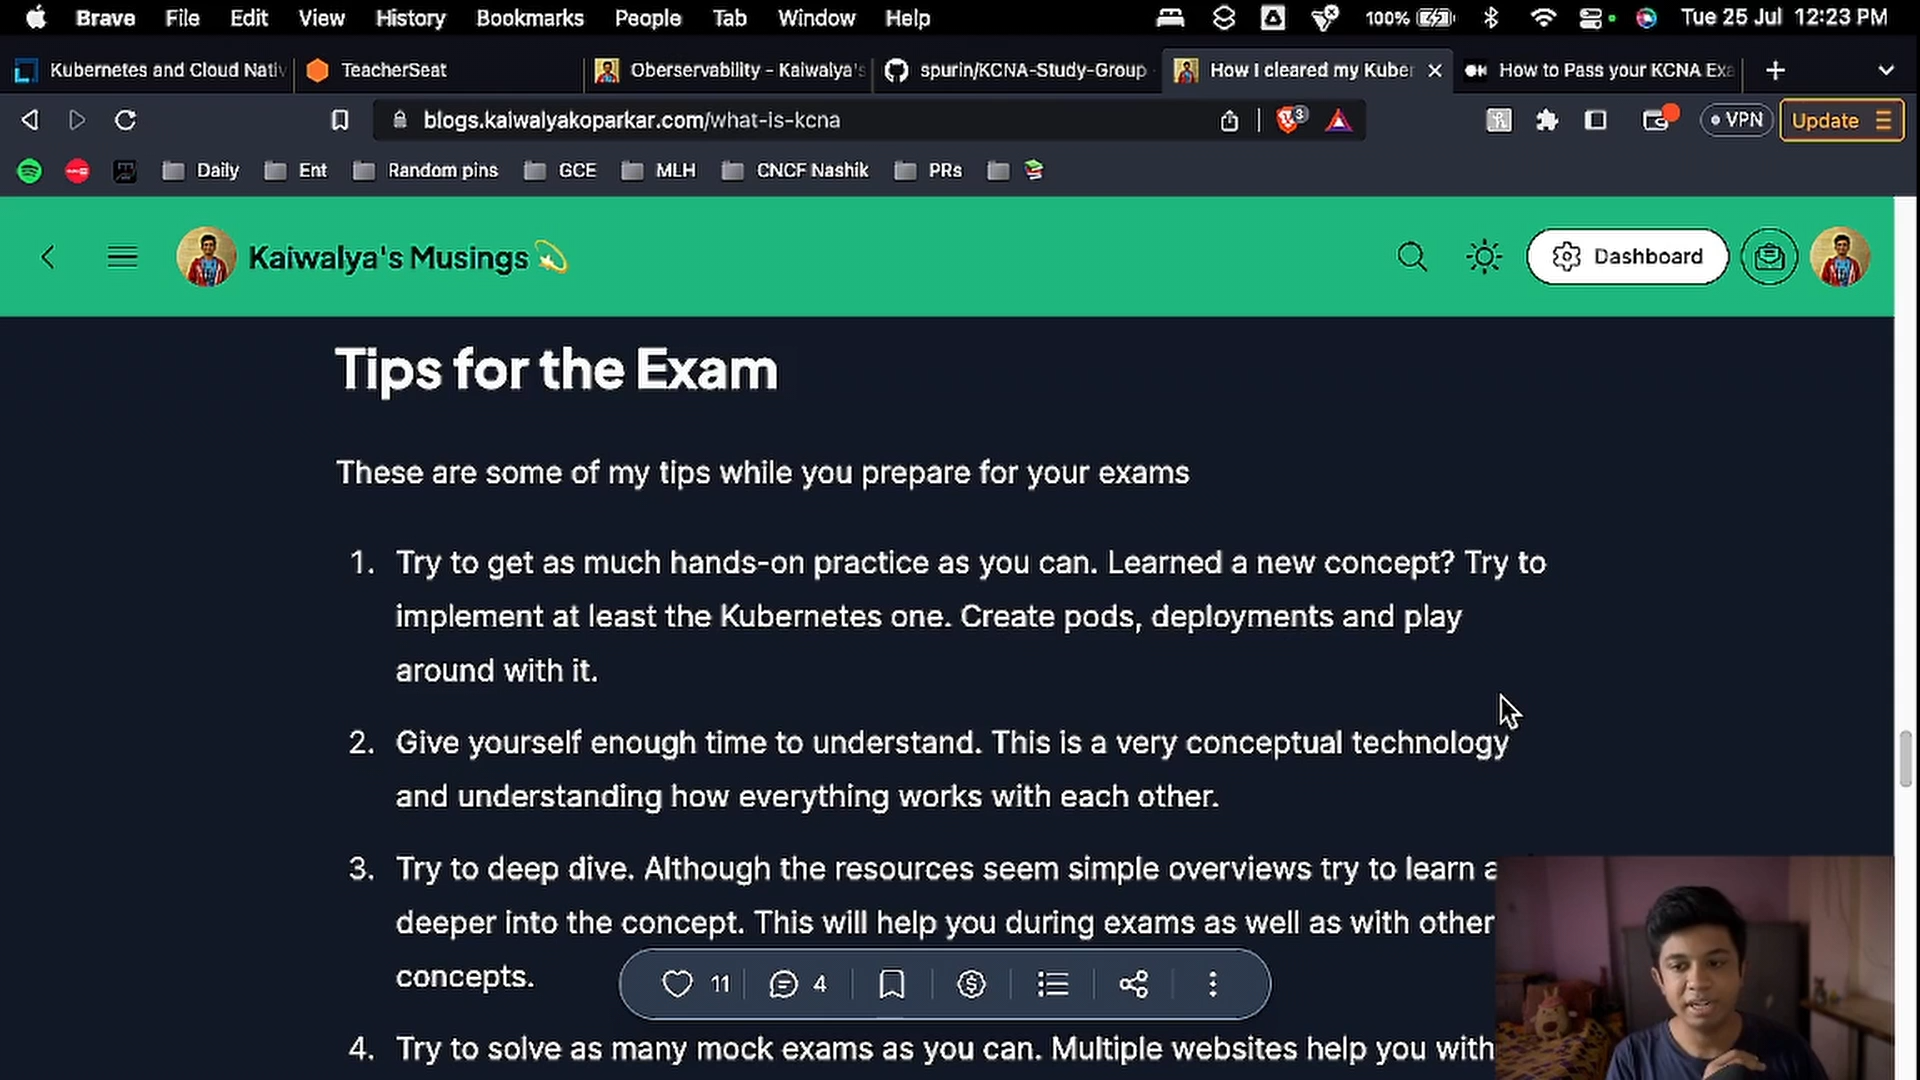 Brave File Edit View History Bookmarks People Tab Window Help 100% Tue 25 Jul 12:23 PM
Kubernetes and Cloud Nati TeacherSeat Oberservability - Kaiwalya's spurin/KCNA-Study-Group How I cleared my Kuber How to Pass your KCNA Exa
blogs.kaiwalyakoparkar.com/what-is-kcna 3 VPN Update
Daily Ent Random pins GCE MLH CNCF Nashik PRs
Kaiwalya's Musings Dashboard
Tips for the Exam
These are some of my tips while you prepare for your exams
1. Try to get as much hands-on practice as you can. Learned a new concept? Try to
implement at least the Kubernetes one. Create pods, deployments and play
around with it.
2. Give yourself enough time to understand. This is a very conceptual technology
and understanding how everything works with each other.
3. Try to deep dive. Although the resources seem simple overviews try to learn a
deeper into the concept. This will help you during exams as well as with other
concepts.
11 4
4. Try to solve as many mock exams as you can. Multiple websites help you with